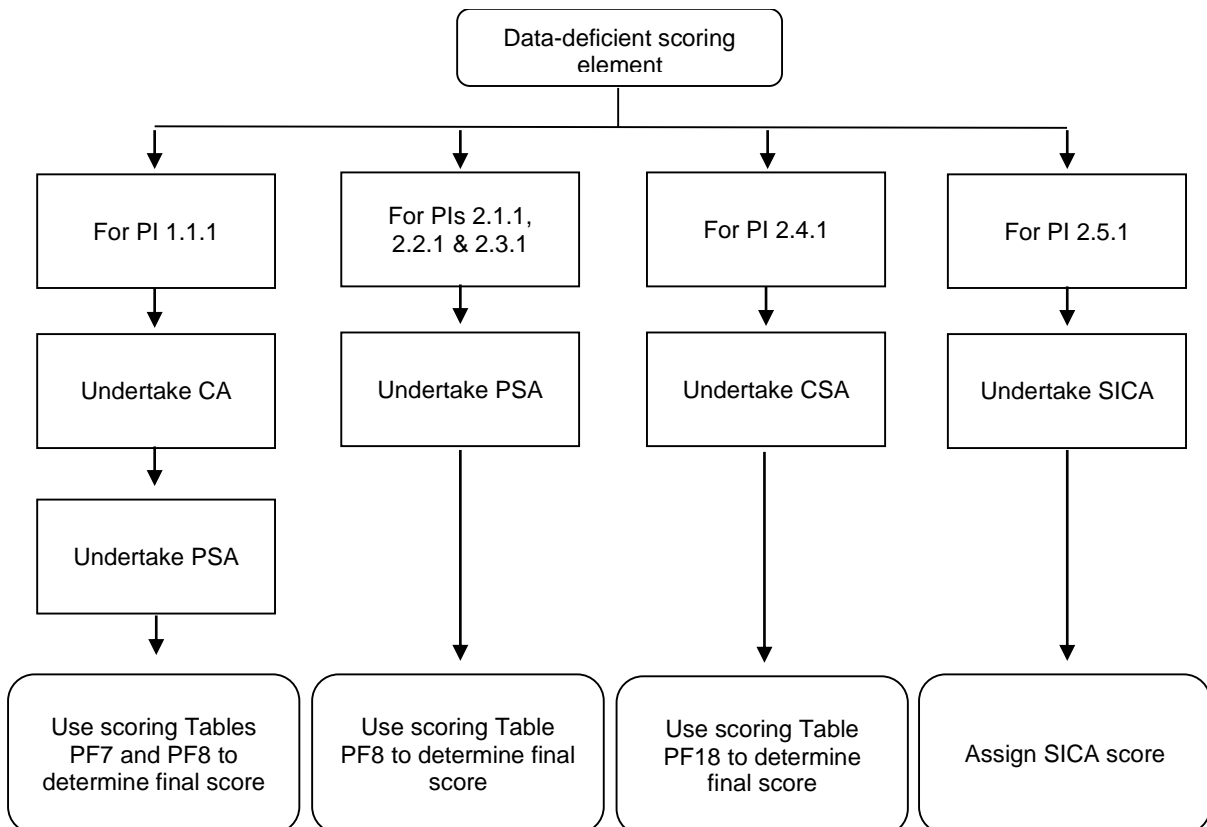 Data-deficient scoring
element
For PI 1.1.1
For PIs 2.1.1,
2.2.1 & 2.3.1
For PI 2.4.1
For PI 2.5.1
Undertake CA
Undertake PSA
Undertake CSA
Undertake SICA
Undertake PSA
Use scoring Tables
PF7 and PF8 to
determine final score
Use scoring Table
PF8 to determine final
score
Use scoring Table
PF18 to determine
final score
Assign SICA score